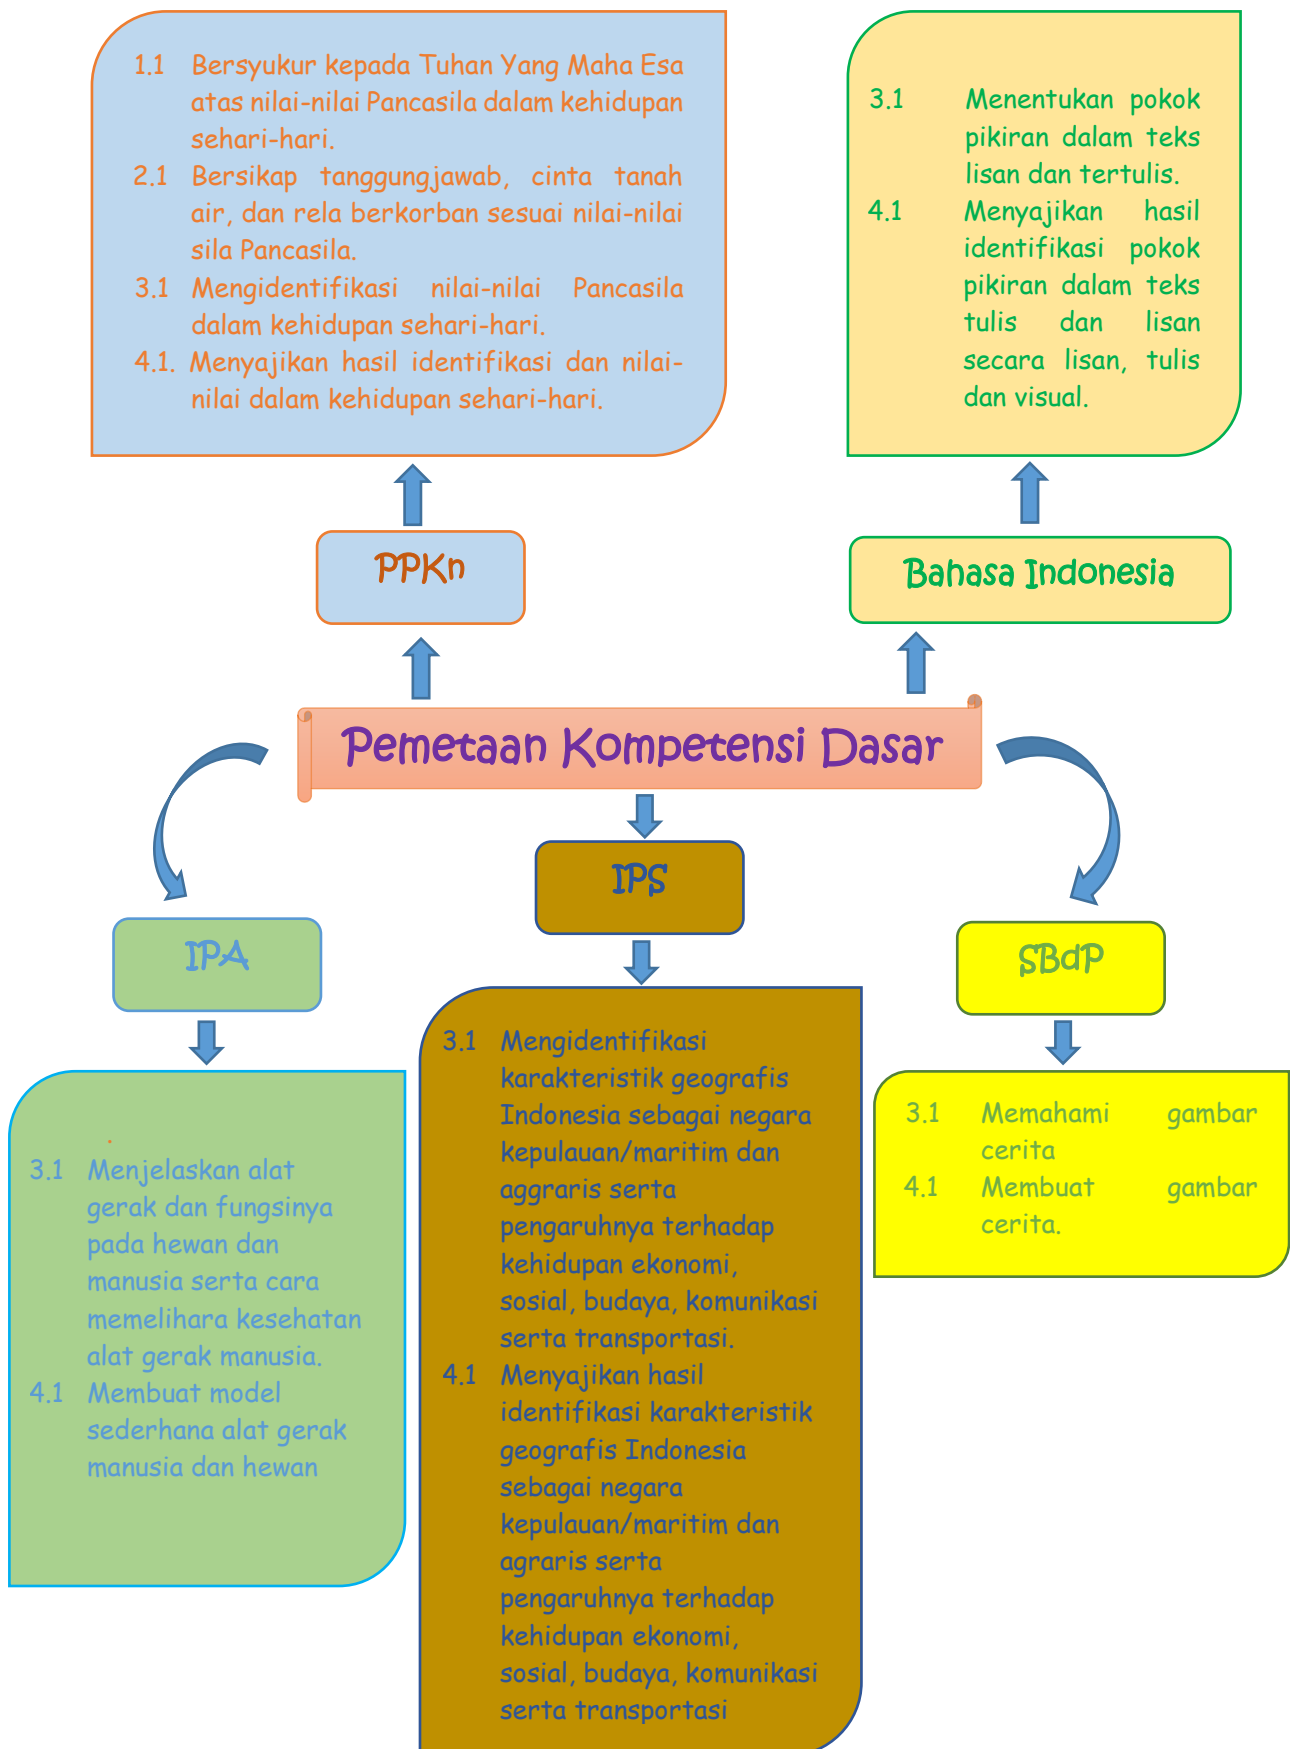 1.1 Bersyukur kepada Tuhan Yang Maha Esa
atas nilai-nilai Pancasila dalam kehidupan
sehari-hari.
2.1 Bersikap tanggungjawab, cinta tanah
air, dan rela berkorban sesuai nilai-nilai
sila Pancasila.
3.1 Mengidentifikasi nilai-nilai Pancasila
dalam kehidupan sehari-hari.
4.1. Menyajikan hasil identifikasi dan nilai-
nilai dalam kehidupan sehari-hari.
3.1 Menentukan pokok
pikiran dalam teks
lisan dan tertulis.
4.1 Menyajikan hasil
identifikasi pokok
pikiran dalam teks
tulis dan lisan
secara lisan, tulis
dan visual.
PPKn
Bahasa Indonesia
Pemetaan Kompetensi Dasar
IPA
IPS
SBdP
3.1 Menjelaskan alat
gerak dan fungsinya
pada hewan dan
manusia serta cara
memelihara kesehatan
alat gerak manusia.
4.1 Membuat model
sederhana alat gerak
manusia dan hewan
3.1 Mengidentifikasi
karakteristik geografis
Indonesia sebagai negara
kepulauan/maritim dan
aggraris serta
pengaruhnya terhadap
kehidupan ekonomi,
sosial, budaya, komunikasi
serta transportasi.
4.1 Menyajikan hasil
identifikasi karakteristik
geografis Indonesia
sebagai negara
kepulauan/maritim dan
agraris serta
pengaruhnya terhadap
kehidupan ekonomi,
sosial, budaya, komunikasi
serta transportasi
3.1 Memahami gambar
cerita
4.1 Membuat gambar
cerita.